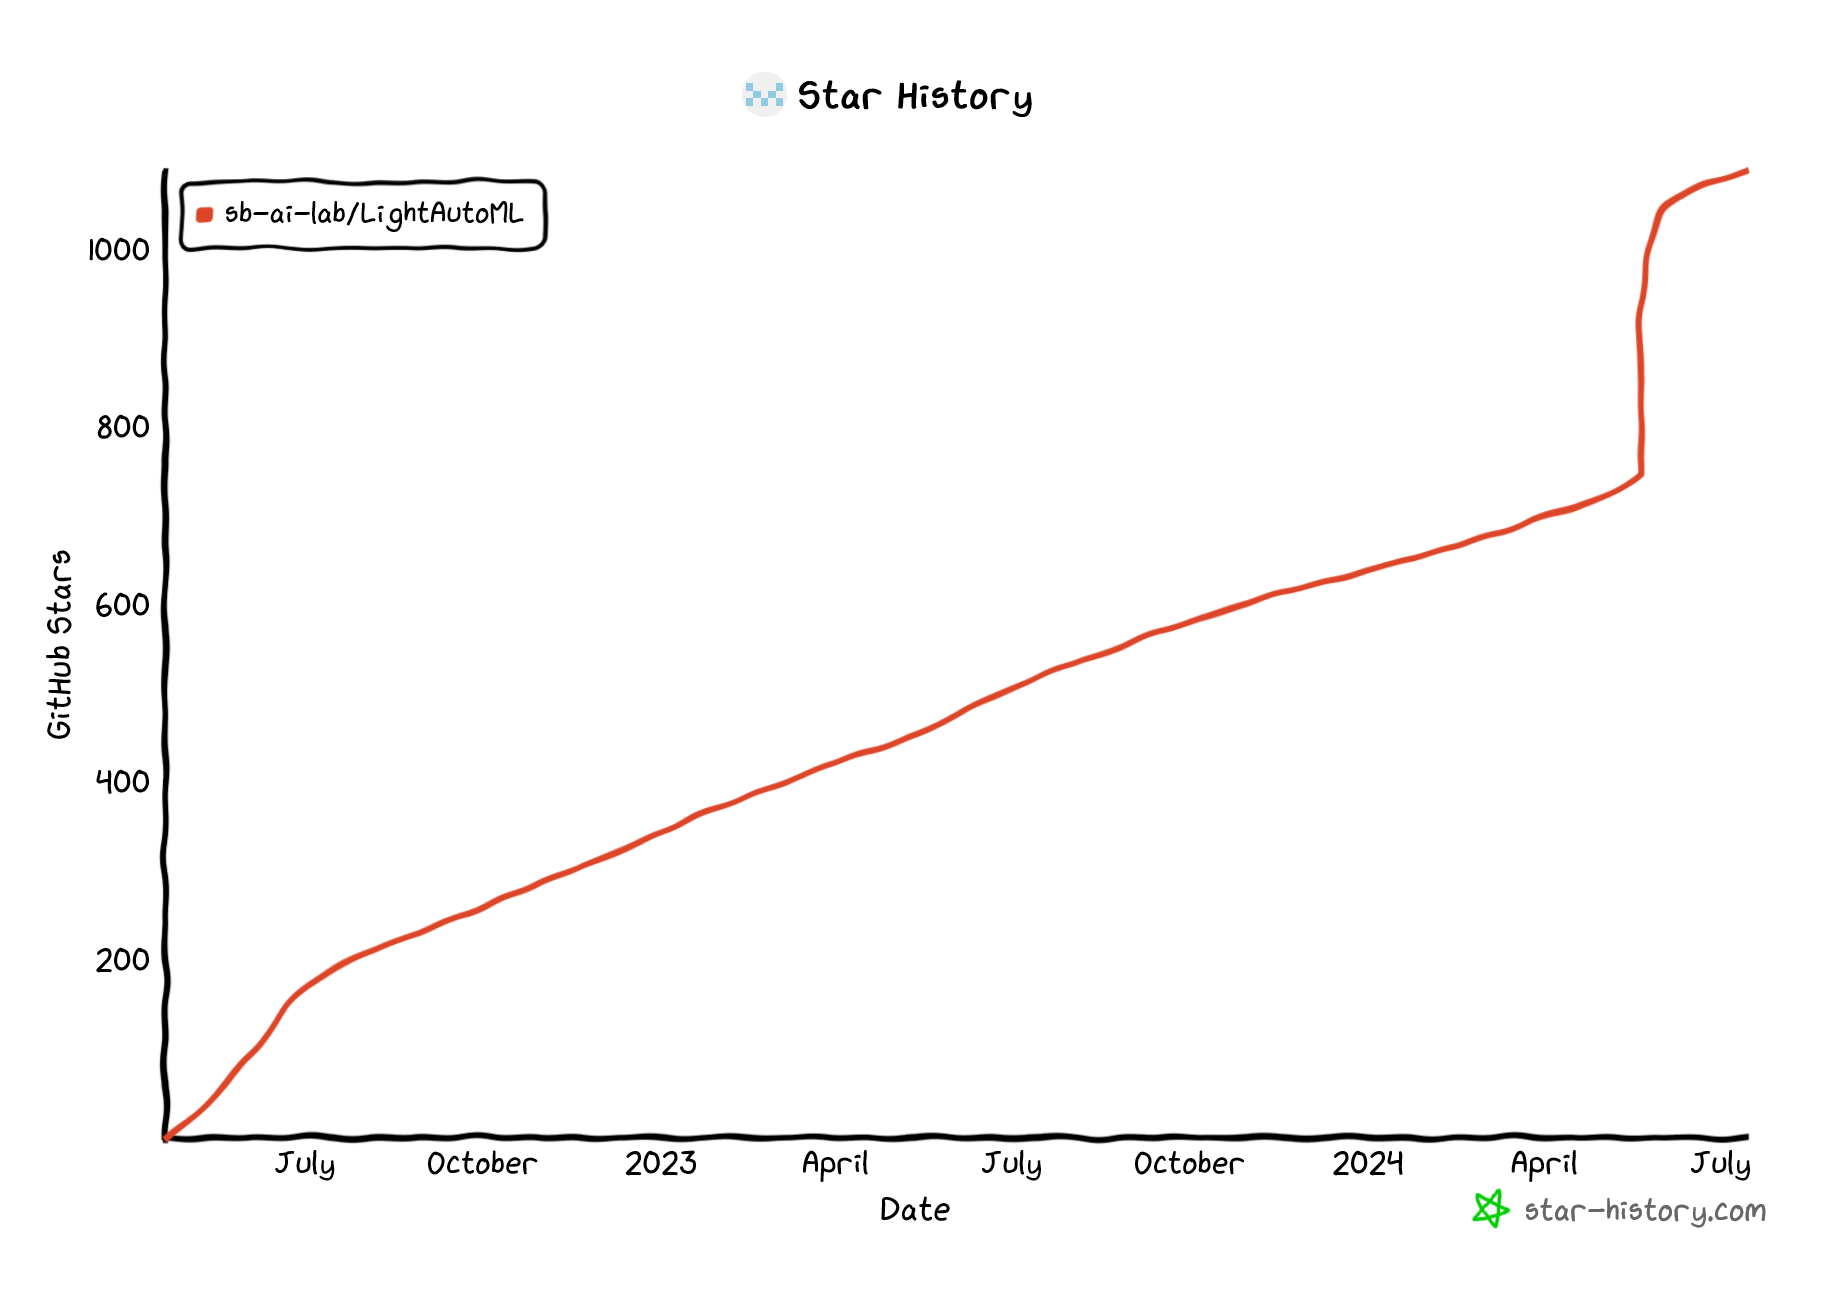 Star History
sb-ai-lab/LightAutoML
1000
800
600
400
200
GitHub Stars
July October 2023 April July October 2024 April July
Date
star-history.com